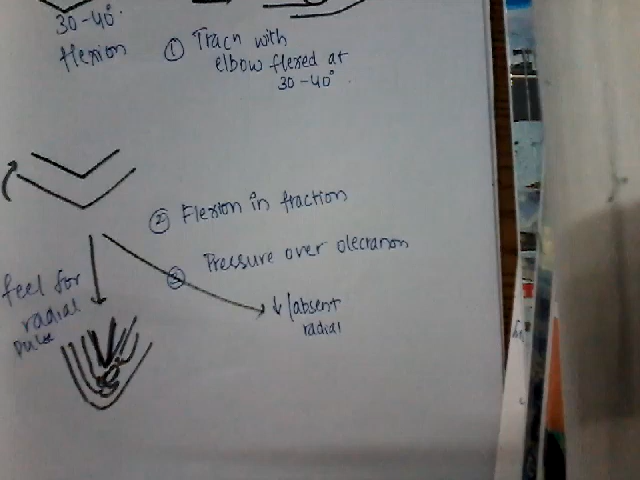 30-40°
flexion
① Tracn with
elbow flexed at
30-40°
② Flexion in traction
③ Pressure over olecranon
feel for
radial
pulse
↓/absent
radial